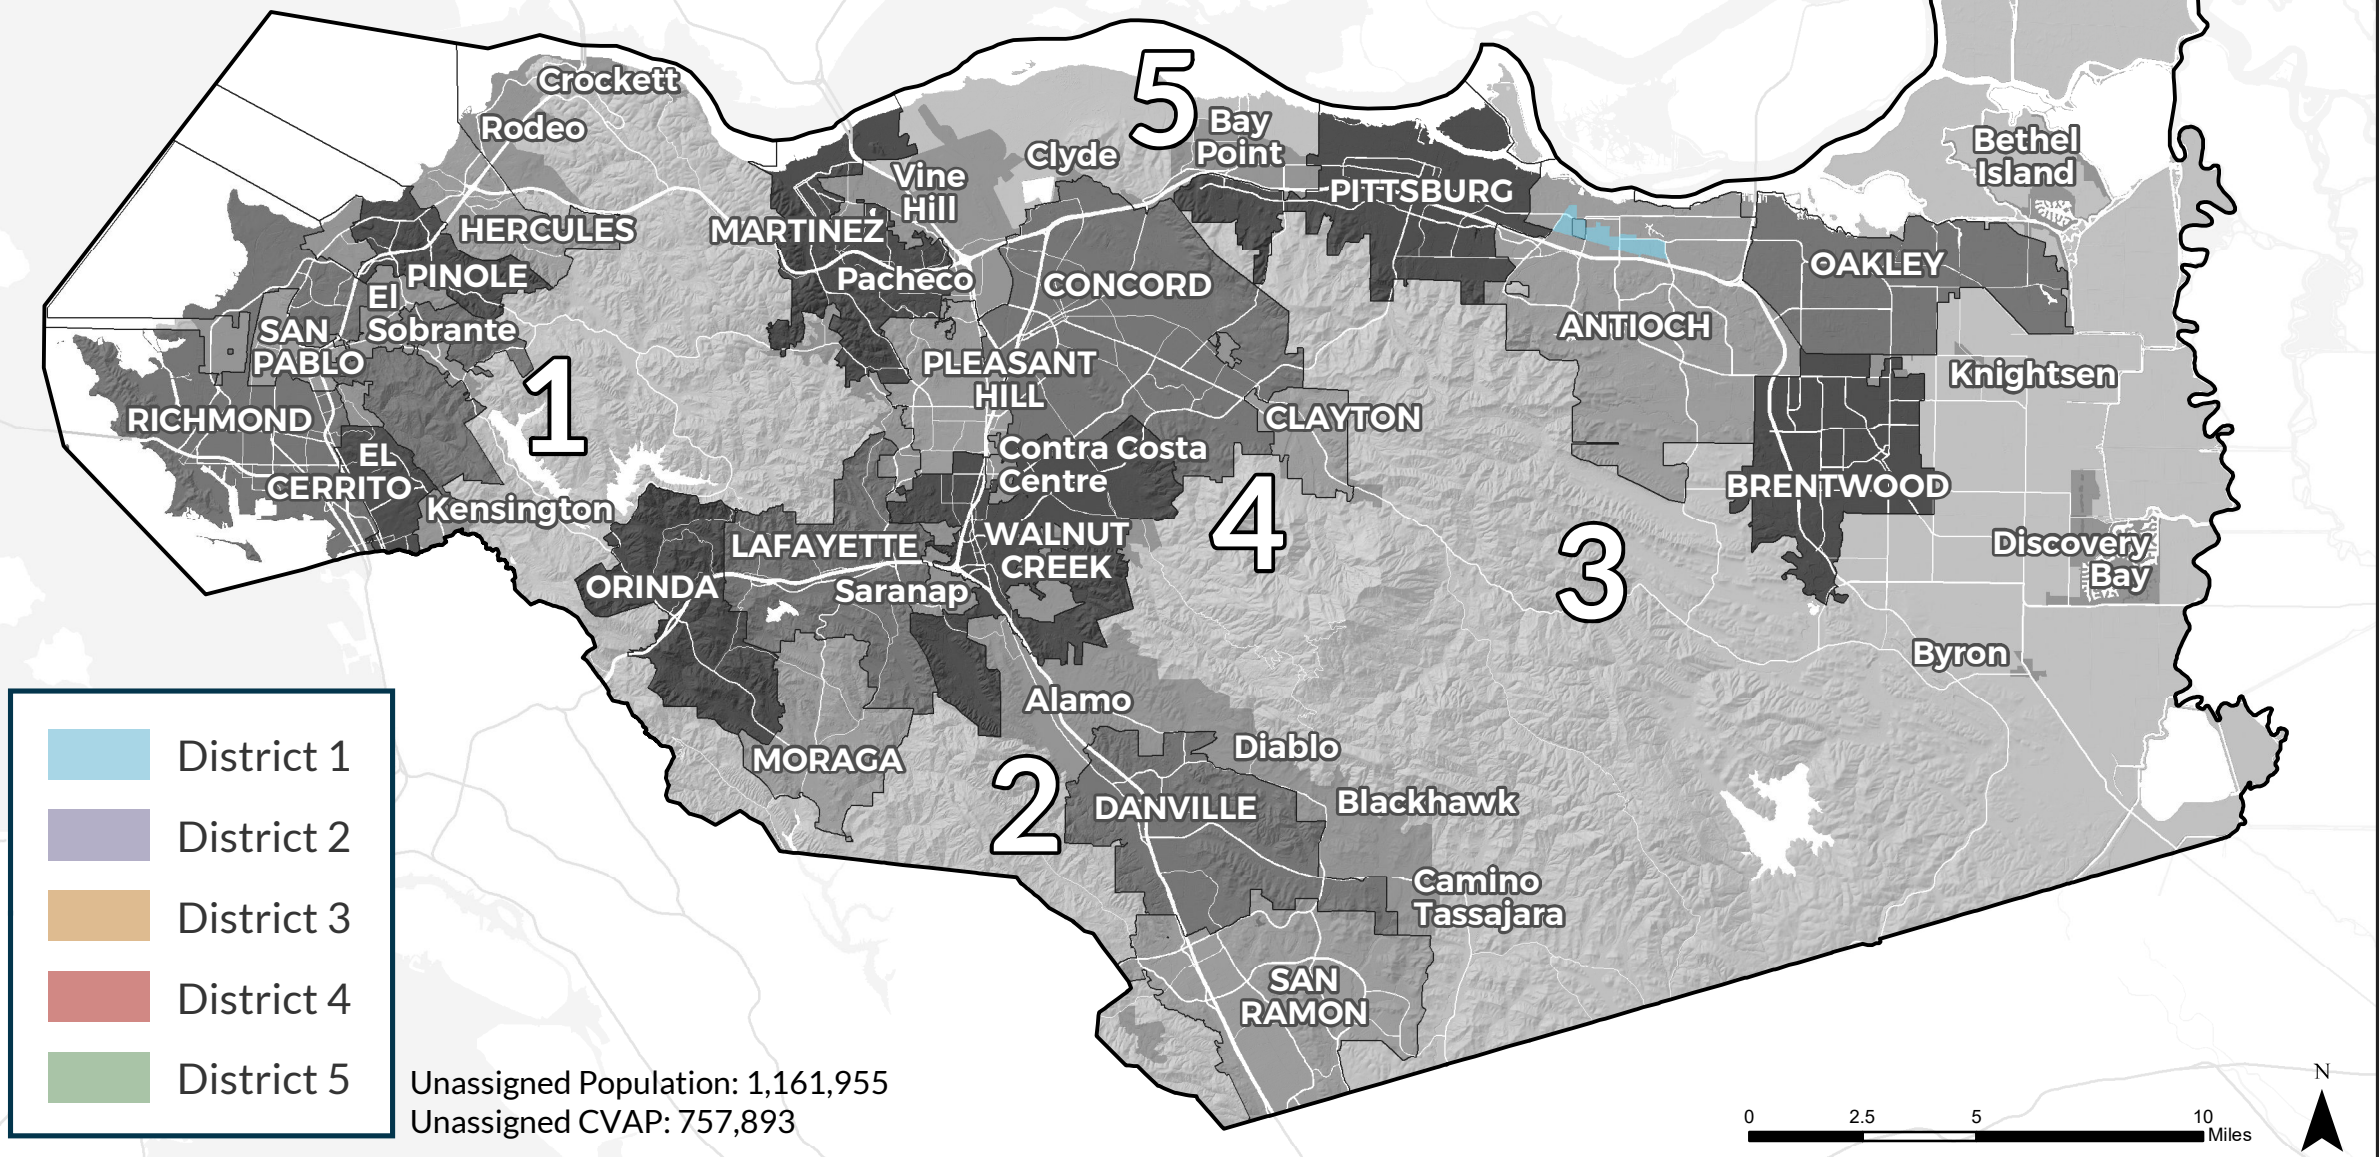 Crockett
5
Rodeo
Bay
Point
Clyde
Bethel
Island
Vine
Hill
PITTSBURG
HERCULES
MARTINEZ
OAKLEY
PINOLE
Pacheco
CONCORD
El
Sobrante
SAN
PABLO
ANTIOCH
PLEASANT
HILL
Knightsen
1
RICHMOND
CLAYTON
EL
CERRITO
Contra Costa
Centre
BRENTWOOD
Kensington
4
3
LAFAYETTE
WALNUT
CREEK
Discovery
Bay
ORINDA
Saranap
Byron
Alamo
MORAGA
Diablo
2
DANVILLE
Blackhawk
Camino
Tassajara
SAN
RAMON
District 1
District 2
District 3
District 4
District 5
Unassigned Population: 1,161,955
Unassigned CVAP: 757,893
0 2.5 5 10
Miles
N